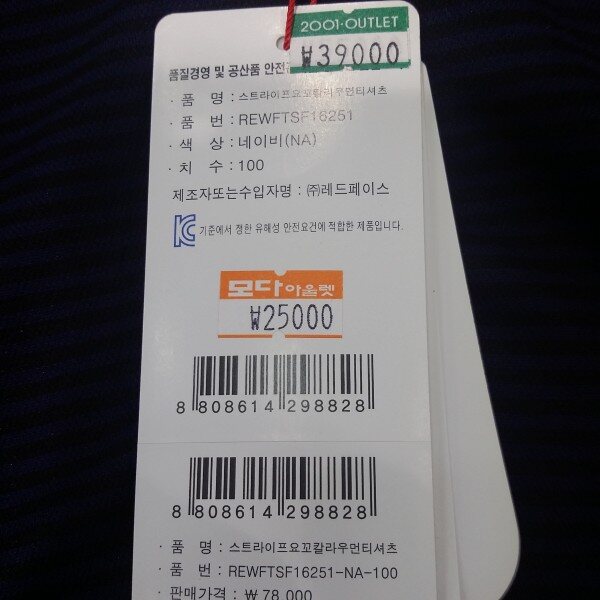 2001·OUTLET
₩39000
품질경영 및 공산품 안전
· 품 명 : 스트라이프요꼬칼라우먼티셔츠
· 품 번 : REWFTSF16251
· 색 상 : 네이비(NA)
· 치 수 : 100
제조자또는수입자명 : ㈜레드페이스
기준에서 정한 유해성 안전요건에 적합한 제품입니다.
모다아울렛
₩25000
8 808614 298828
8 808614 298828
· 품 명 : 스트라이프요꼬칼라우먼티셔츠
· 품 번 : REWFTSF16251-NA-100
· 판매가격 : ₩ 78,000